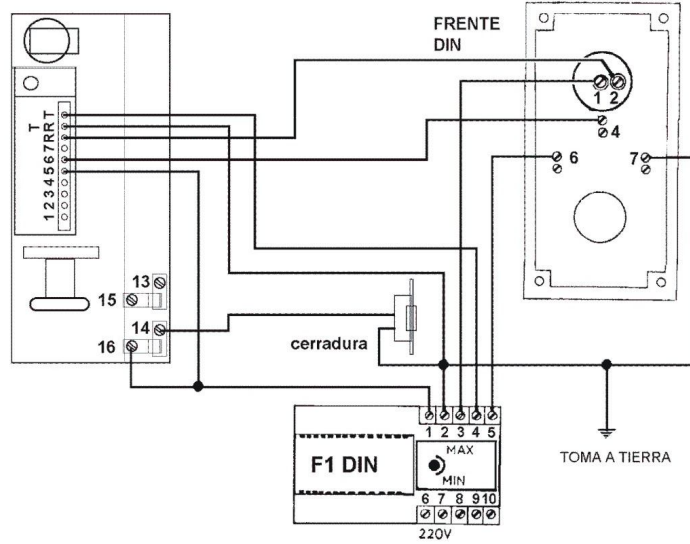 FRENTE
DIN
1 2
4
6
7
1 2 3 4 5 6 7 R R T
T
13
15
14
16
cerradura
1 2 3 4 5
F1 DIN
MAX
MIN
6 7 8 9 10
220V
TOMA A TIERRA